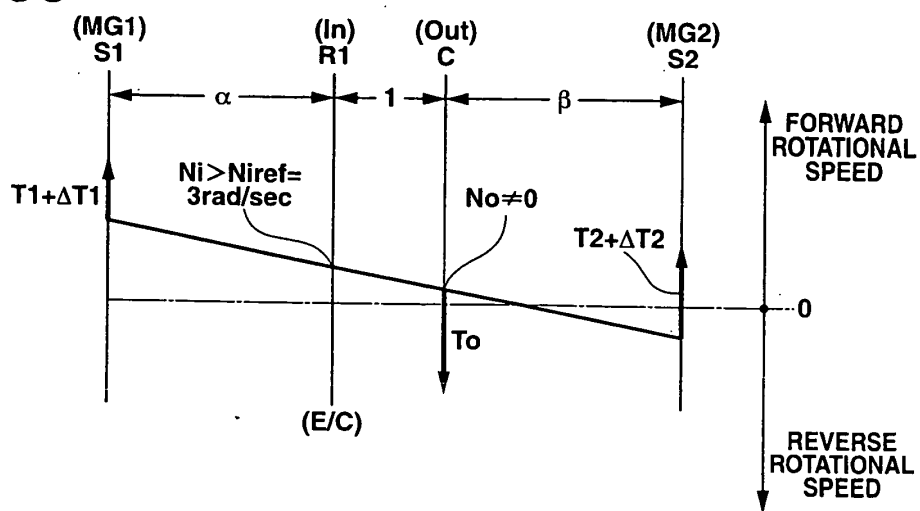 (MG1)
S1
(In)
R1
(Out)
C
(MG2)
S2
α
1
β
FORWARD
ROTATIONAL
SPEED
T1+ΔT1
Ni>Niref=
3rad/sec
No≠0
T2+ΔT2
0
To
(E/C)
REVERSE
ROTATIONAL
SPEED